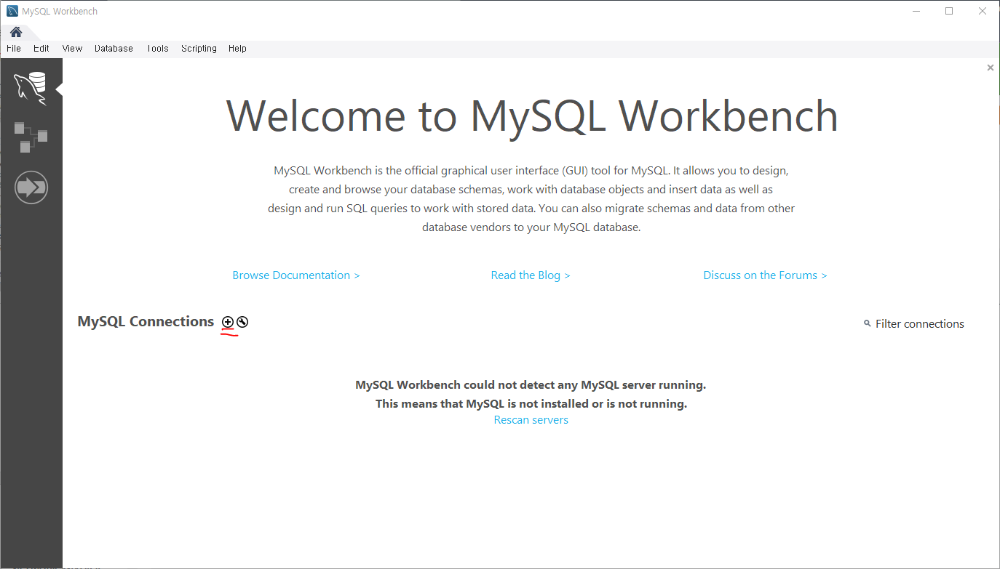 MySQL Workbench
File Edit View Database Tools Scripting Help
Welcome to MySQL Workbench
MySQL Workbench is the official graphical user interface (GUI) tool for MySQL. It allows you to design,
create and browse your database schemas, work with database objects and insert data as well as
design and run SQL queries to work with stored data. You can also migrate schemas and data from other
database vendors to your MySQL database.
Browse Documentation > Read the Blog > Discuss on the Forums >
MySQL Connections Filter connections
MySQL Workbench could not detect any MySQL server running.
This means that MySQL is not installed or is not running.
Rescan servers